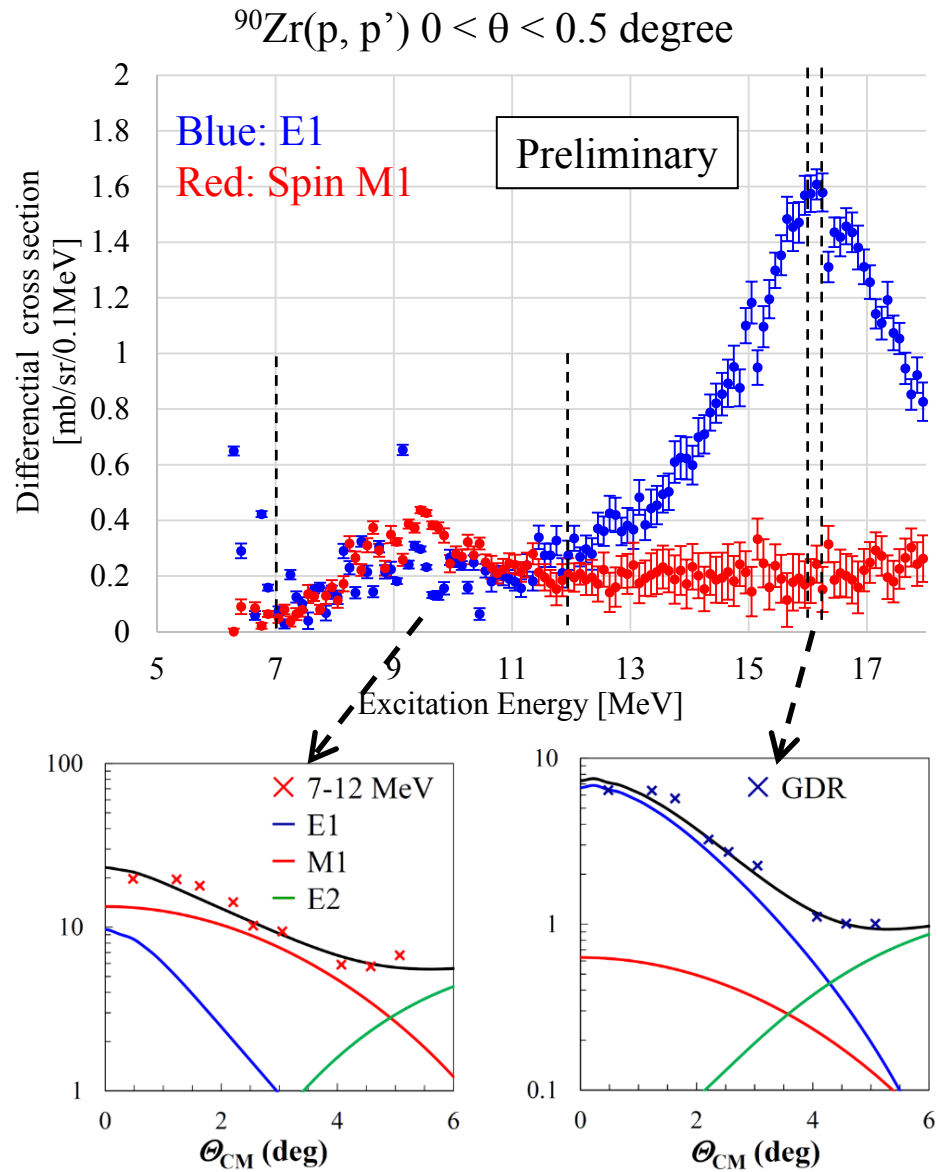 ⁹⁰Zr(p, p’) 0 < θ < 0.5 degree
Differenctial cross section
[mb/sr/0.1MeV]
2
1.8
1.6
1.4
1.2
1
0.8
0.6
0.4
0.2
0
Blue: E1
Red: Spin M1
Preliminary
5 7 9 11 13 15 17
Excitation Energy [MeV]
100
10
1
7-12 MeV
E1
M1
E2
0 2 4 6
Θ_CM (deg)
10
1
0.1
GDR
0 2 4 6
Θ_CM (deg)